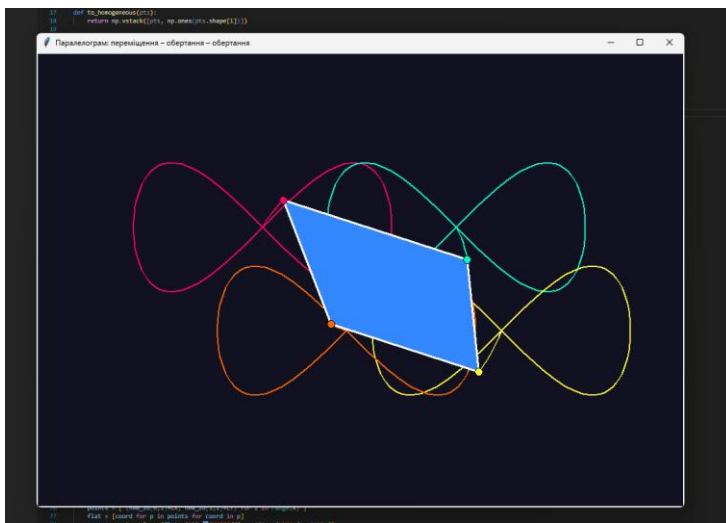 17 def to_homogeneous(pts):
18 return np.vstack([pts, np.ones(pts.shape[1])])
19
Паралелограм: переміщення – обертання – обертання
77 flat = [coord for p in points for coord in p]